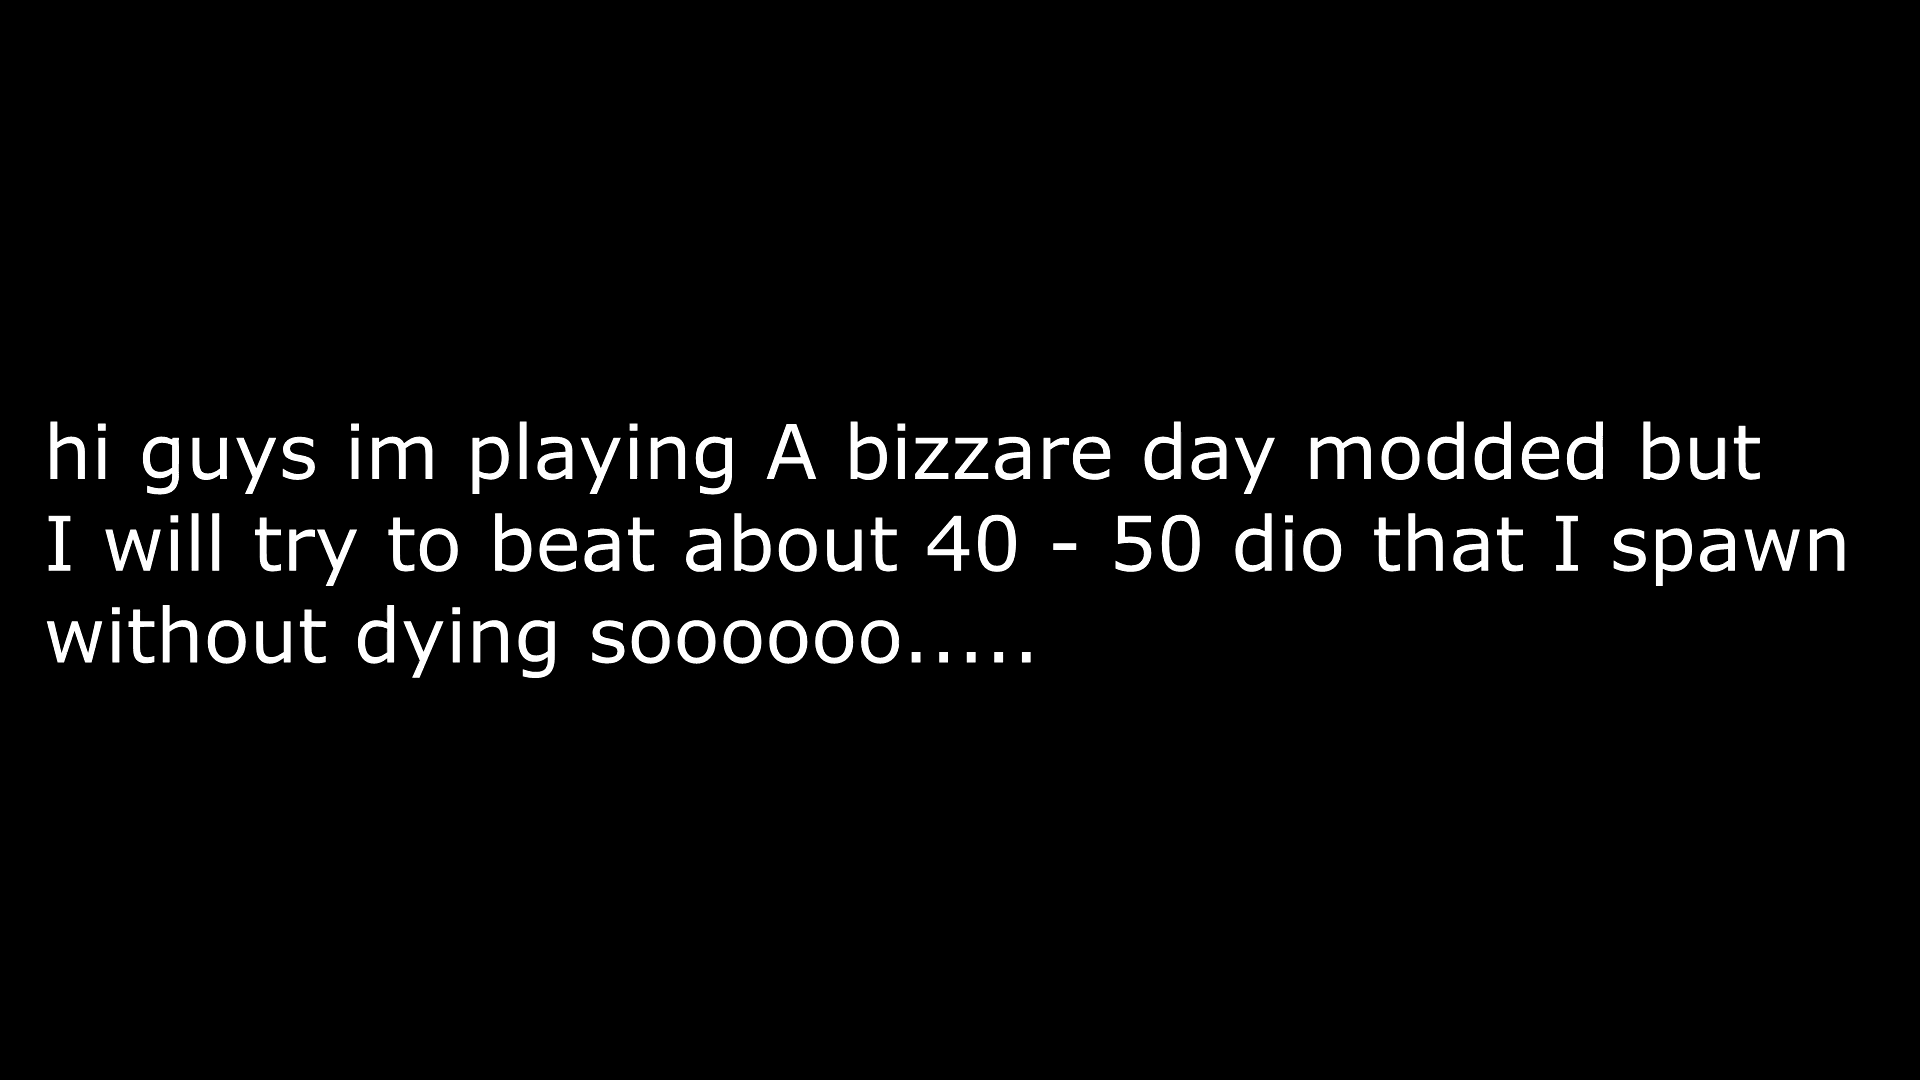 hi guys im playing A bizzare day modded but
I will try to beat about 40 - 50 dio that I spawn
without dying soooooo.....